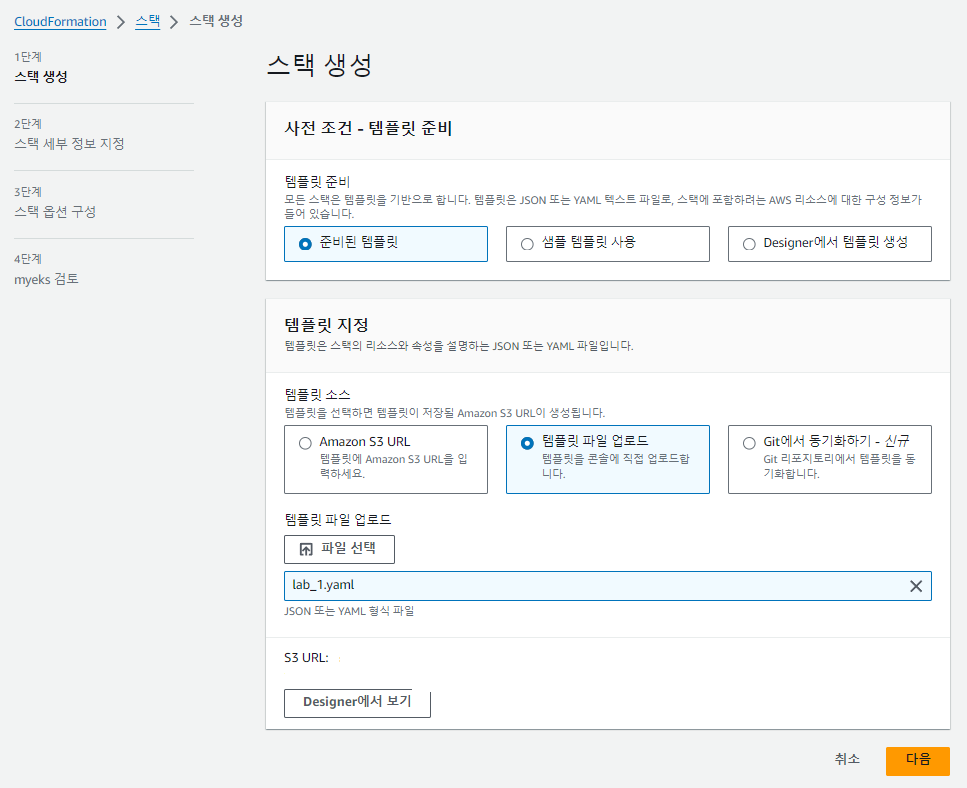 CloudFormation > 스택 > 스택 생성
1단계
스택 생성
2단계
스택 세부 정보 지정
3단계
스택 옵션 구성
4단계
myeks 검토
스택 생성
사전 조건 - 템플릿 준비
템플릿 준비
모든 스택은 템플릿을 기반으로 합니다. 템플릿은 JSON 또는 YAML 텍스트 파일로, 스택에 포함하려는 AWS 리소스에 대한 구성 정보가
들어 있습니다.
준비된 템플릿
샘플 템플릿 사용
Designer에서 템플릿 생성
템플릿 지정
템플릿은 스택의 리소스와 속성을 설명하는 JSON 또는 YAML 파일입니다.
템플릿 소스
템플릿을 선택하면 템플릿이 저장될 Amazon S3 URL이 생성됩니다.
Amazon S3 URL
템플릿에 Amazon S3 URL을 입
력하세요.
템플릿 파일 업로드
템플릿을 콘솔에 직접 업로드합
니다.
Git에서 동기화하기 - 신규
Git 리포지토리에서 템플릿을 동
기화합니다.
템플릿 파일 업로드
파일 선택
lab_1.yaml
JSON 또는 YAML 형식 파일
S3 URL:
Designer에서 보기
취소
다음